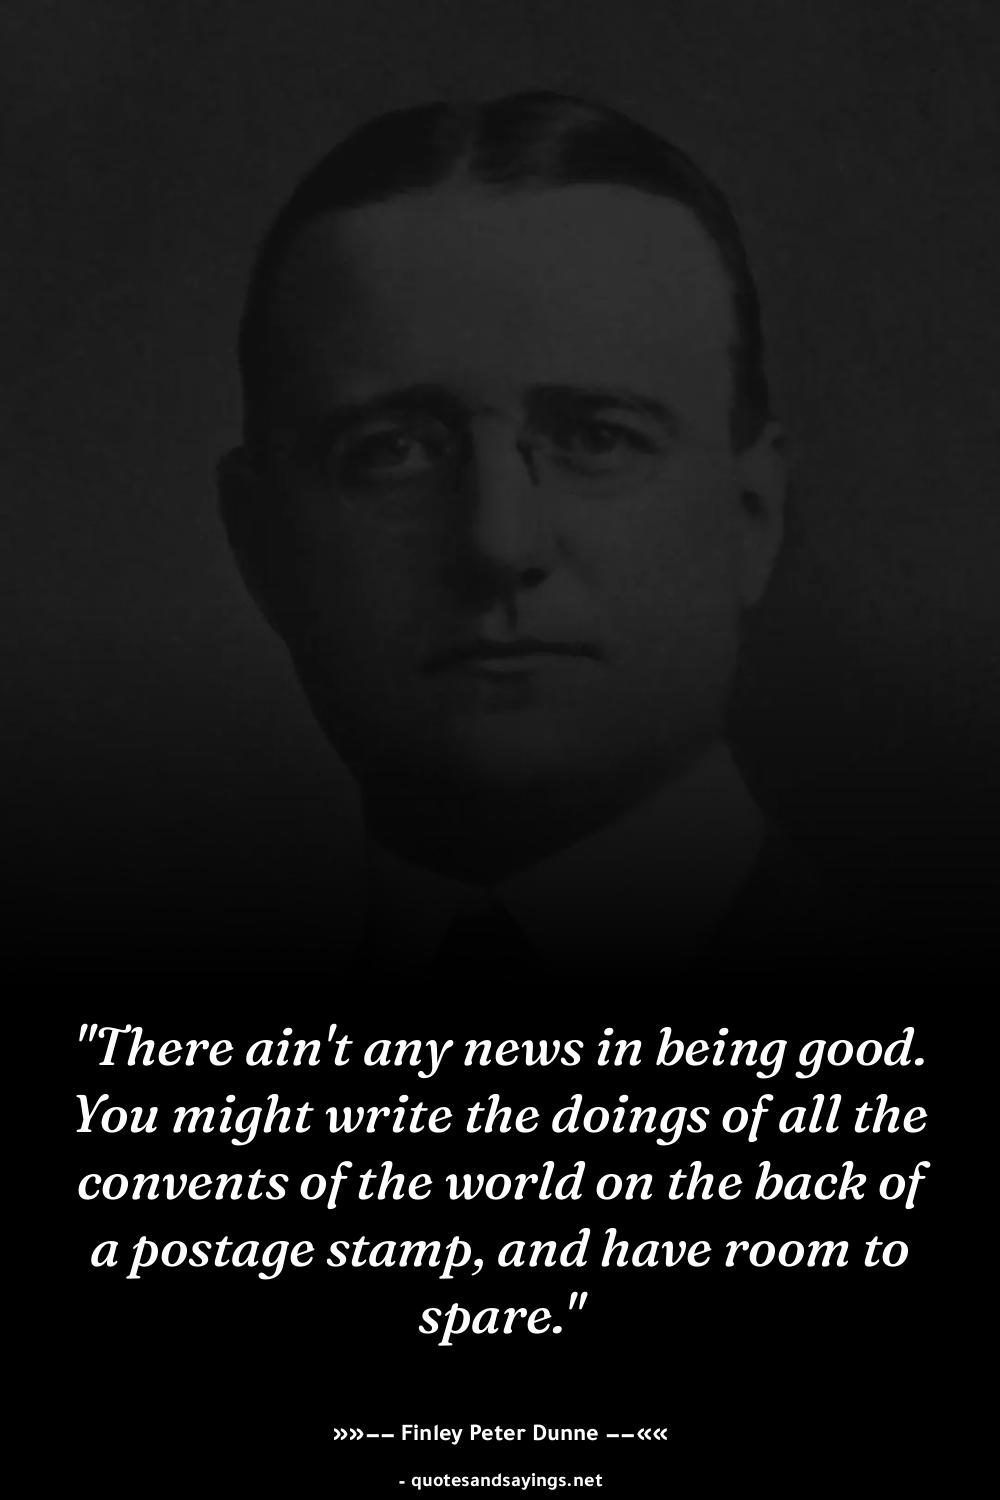 "There ain't any news in being good.
You might write the doings of all the
convents of the world on the back of
a postage stamp, and have room to
spare."
»»−− Finley Peter Dunne −−««
- quotesandsayings.net